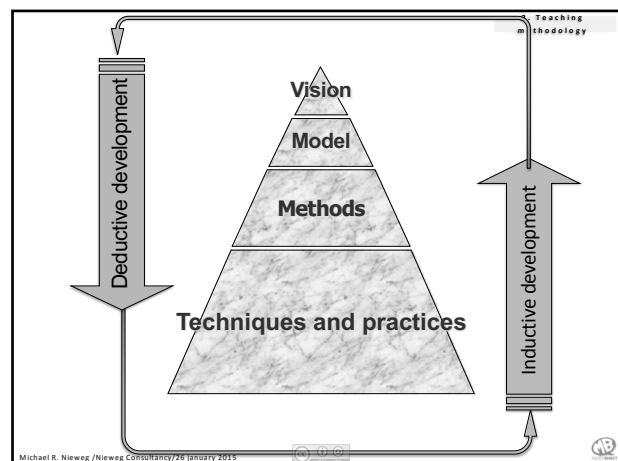 2. Teaching
methodology
Vision
Model
Methods
Techniques and practices
Deductive development
Inductive development
Michael R. Nieweg /Nieweg Consultancy/26 january 2015